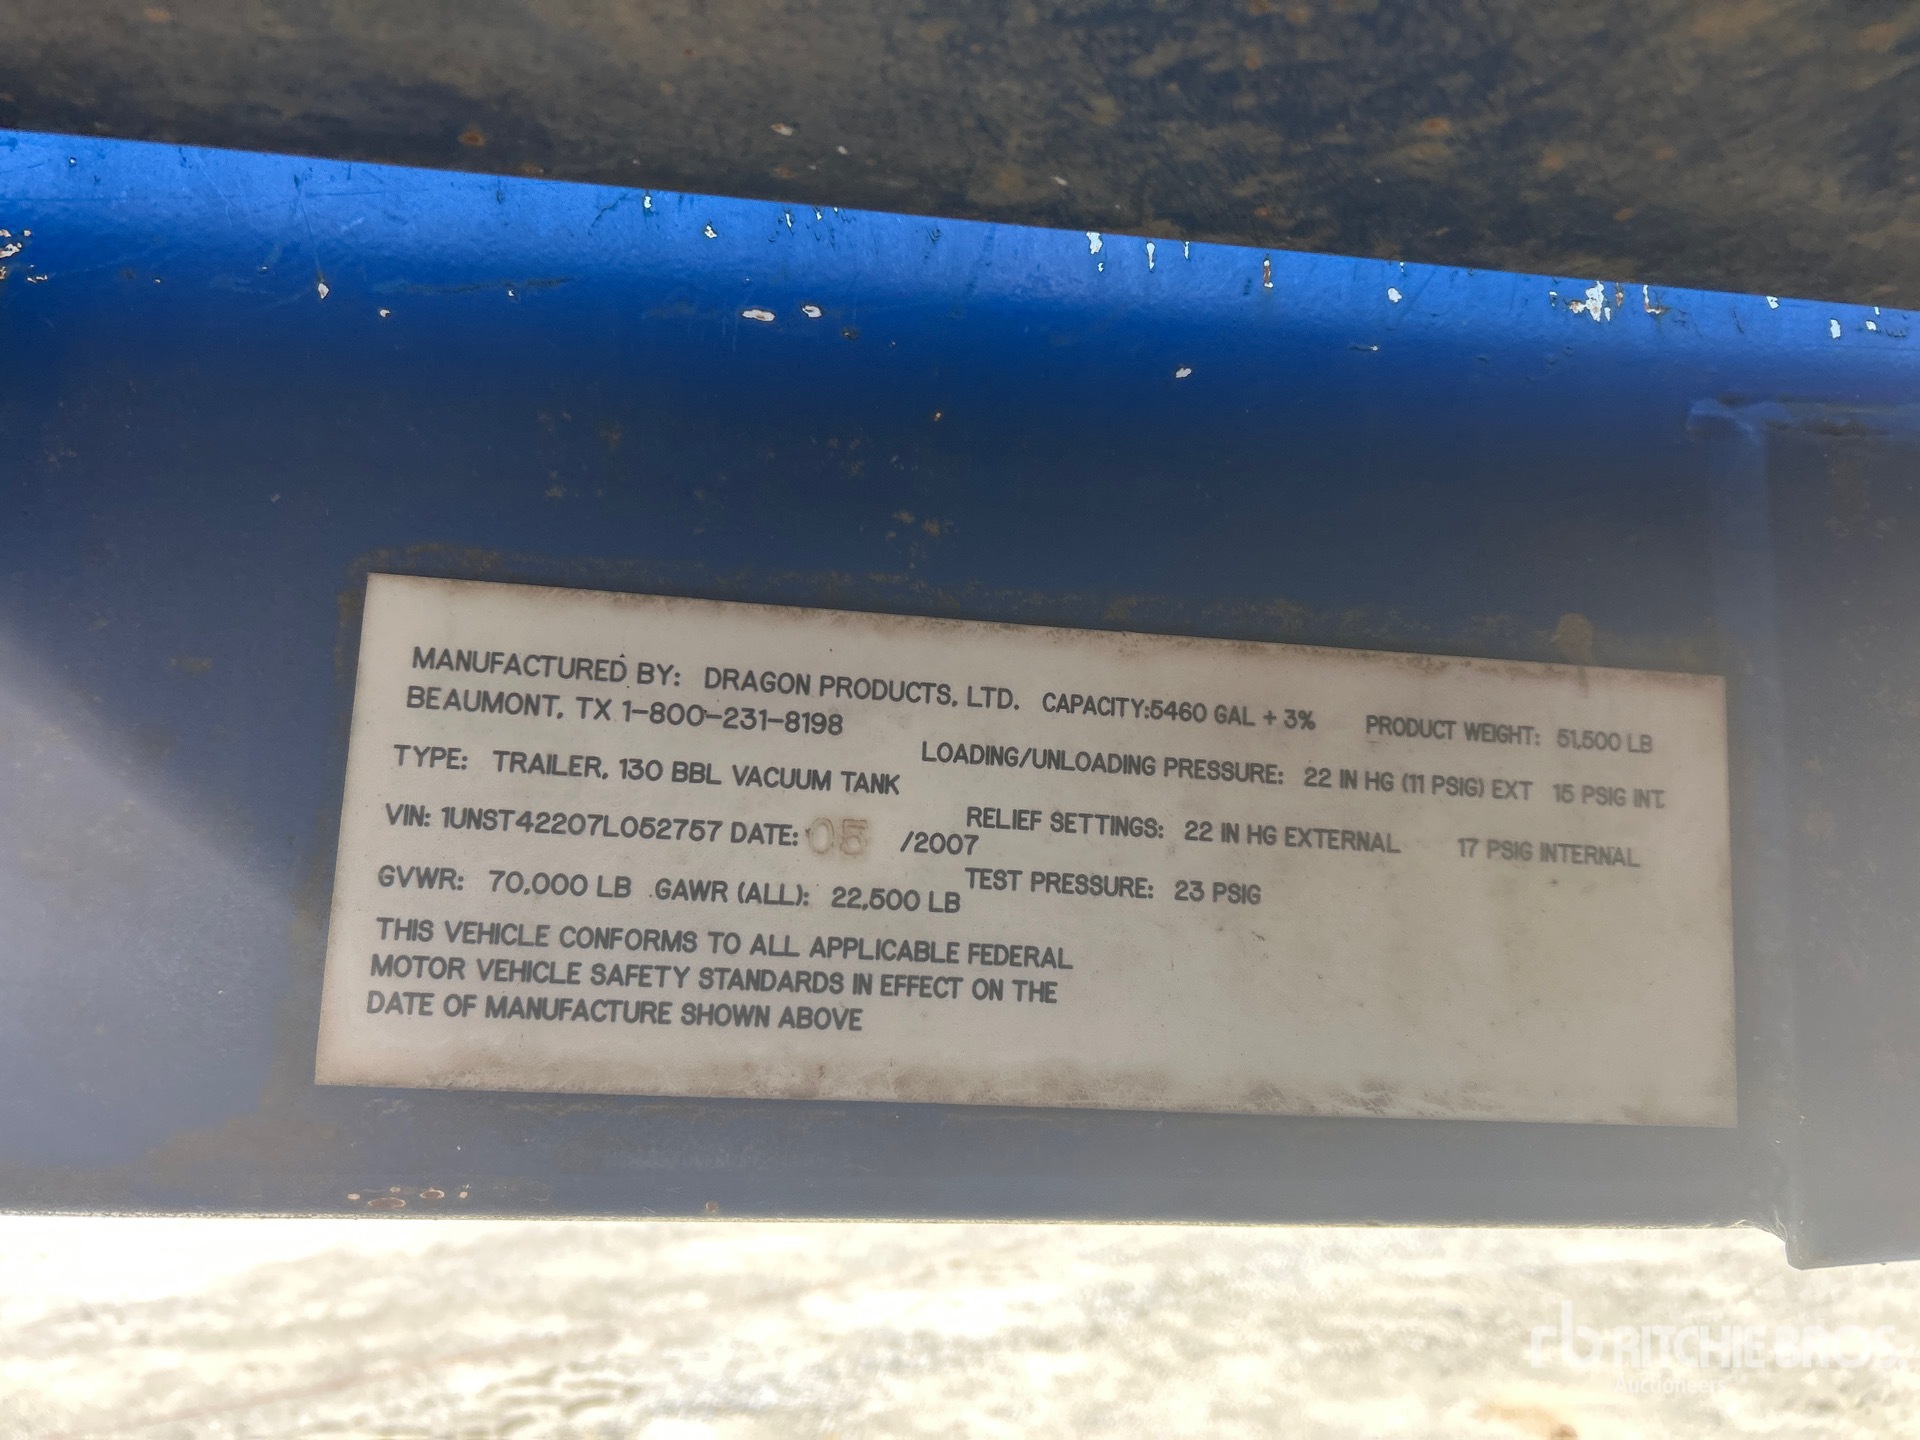 MANUFACTURED BY: DRAGON PRODUCTS, LTD. CAPACITY:5460 GAL + 3% PRODUCT WEIGHT: 51,500 LB
BEAUMONT, TX 1-800-231-8198
LOADING/UNLOADING PRESSURE: 22 IN HG (11 PSIG) EXT 15 PSIG INT.
TYPE: TRAILER, 130 BBL VACUUM TANK
RELIEF SETTINGS: 22 IN HG EXTERNAL 17 PSIG INTERNAL
VIN: 1UNST42207L052757 DATE: 05 /2007
TEST PRESSURE: 23 PSIG
GVWR: 70,000 LB GAWR (ALL): 22,500 LB
THIS VEHICLE CONFORMS TO ALL APPLICABLE FEDERAL
MOTOR VEHICLE SAFETY STANDARDS IN EFFECT ON THE
DATE OF MANUFACTURE SHOWN ABOVE
rb RITCHIE BROS.
Auctioneers